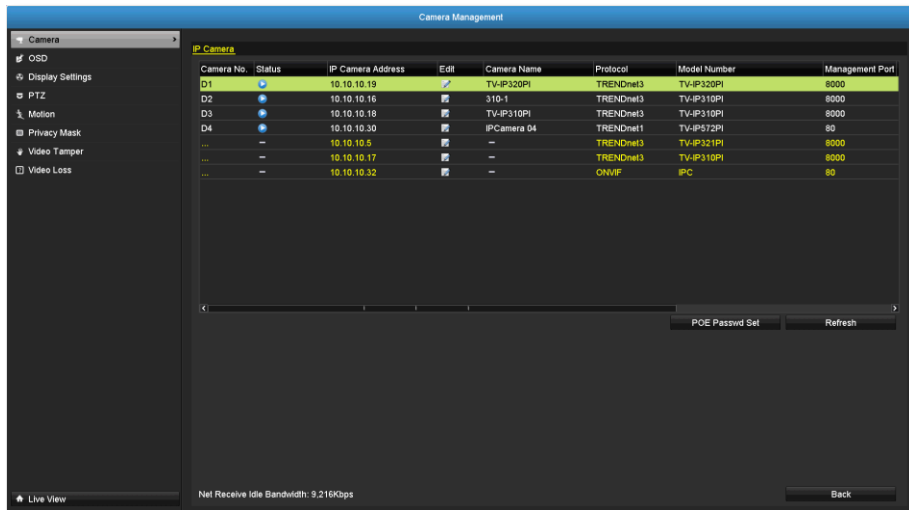 Camera Management
Camera
OSD
Display Settings
PTZ
Motion
Privacy Mask
Video Tamper
Video Loss
Live View
IP Camera
Camera No. Status IP Camera Address Edit Camera Name Protocol Model Number Management Port
D1 10.10.10.19 TV-IP320PI TRENDnet3 TV-IP320PI 8000
D2 10.10.10.16 310-1 TRENDnet3 TV-IP310PI 8000
D3 10.10.10.18 TV-IP310PI TRENDnet3 TV-IP310PI 8000
D4 10.10.10.30 IPCamera 04 TRENDnet1 TV-IP572PI 80
... – 10.10.10.5 – TRENDnet3 TV-IP321PI 8000
... – 10.10.10.17 – TRENDnet3 TV-IP310PI 8000
... – 10.10.10.32 – ONVIF IPC 80
POE Passwd Set Refresh
Net Receive Idle Bandwidth: 9,216Kbps
Back